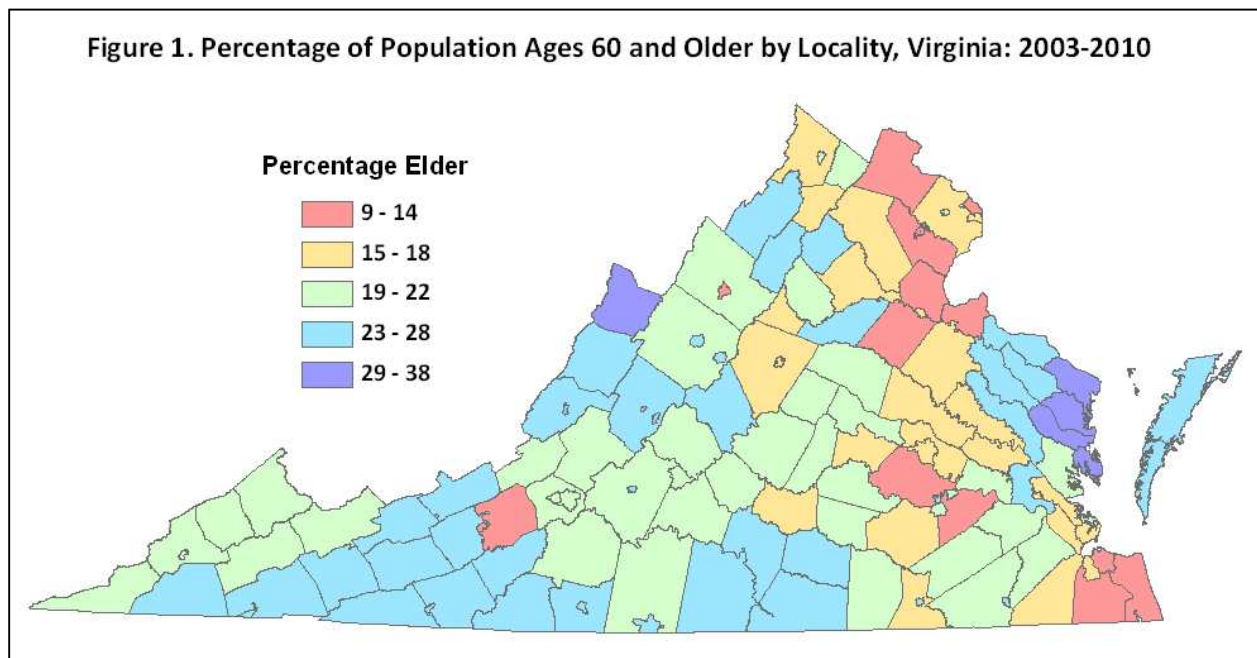 Figure 1. Percentage of Population Ages 60 and Older by Locality, Virginia: 2003-2010
Percentage Elder
9 - 14
15 - 18
19 - 22
23 - 28
29 - 38